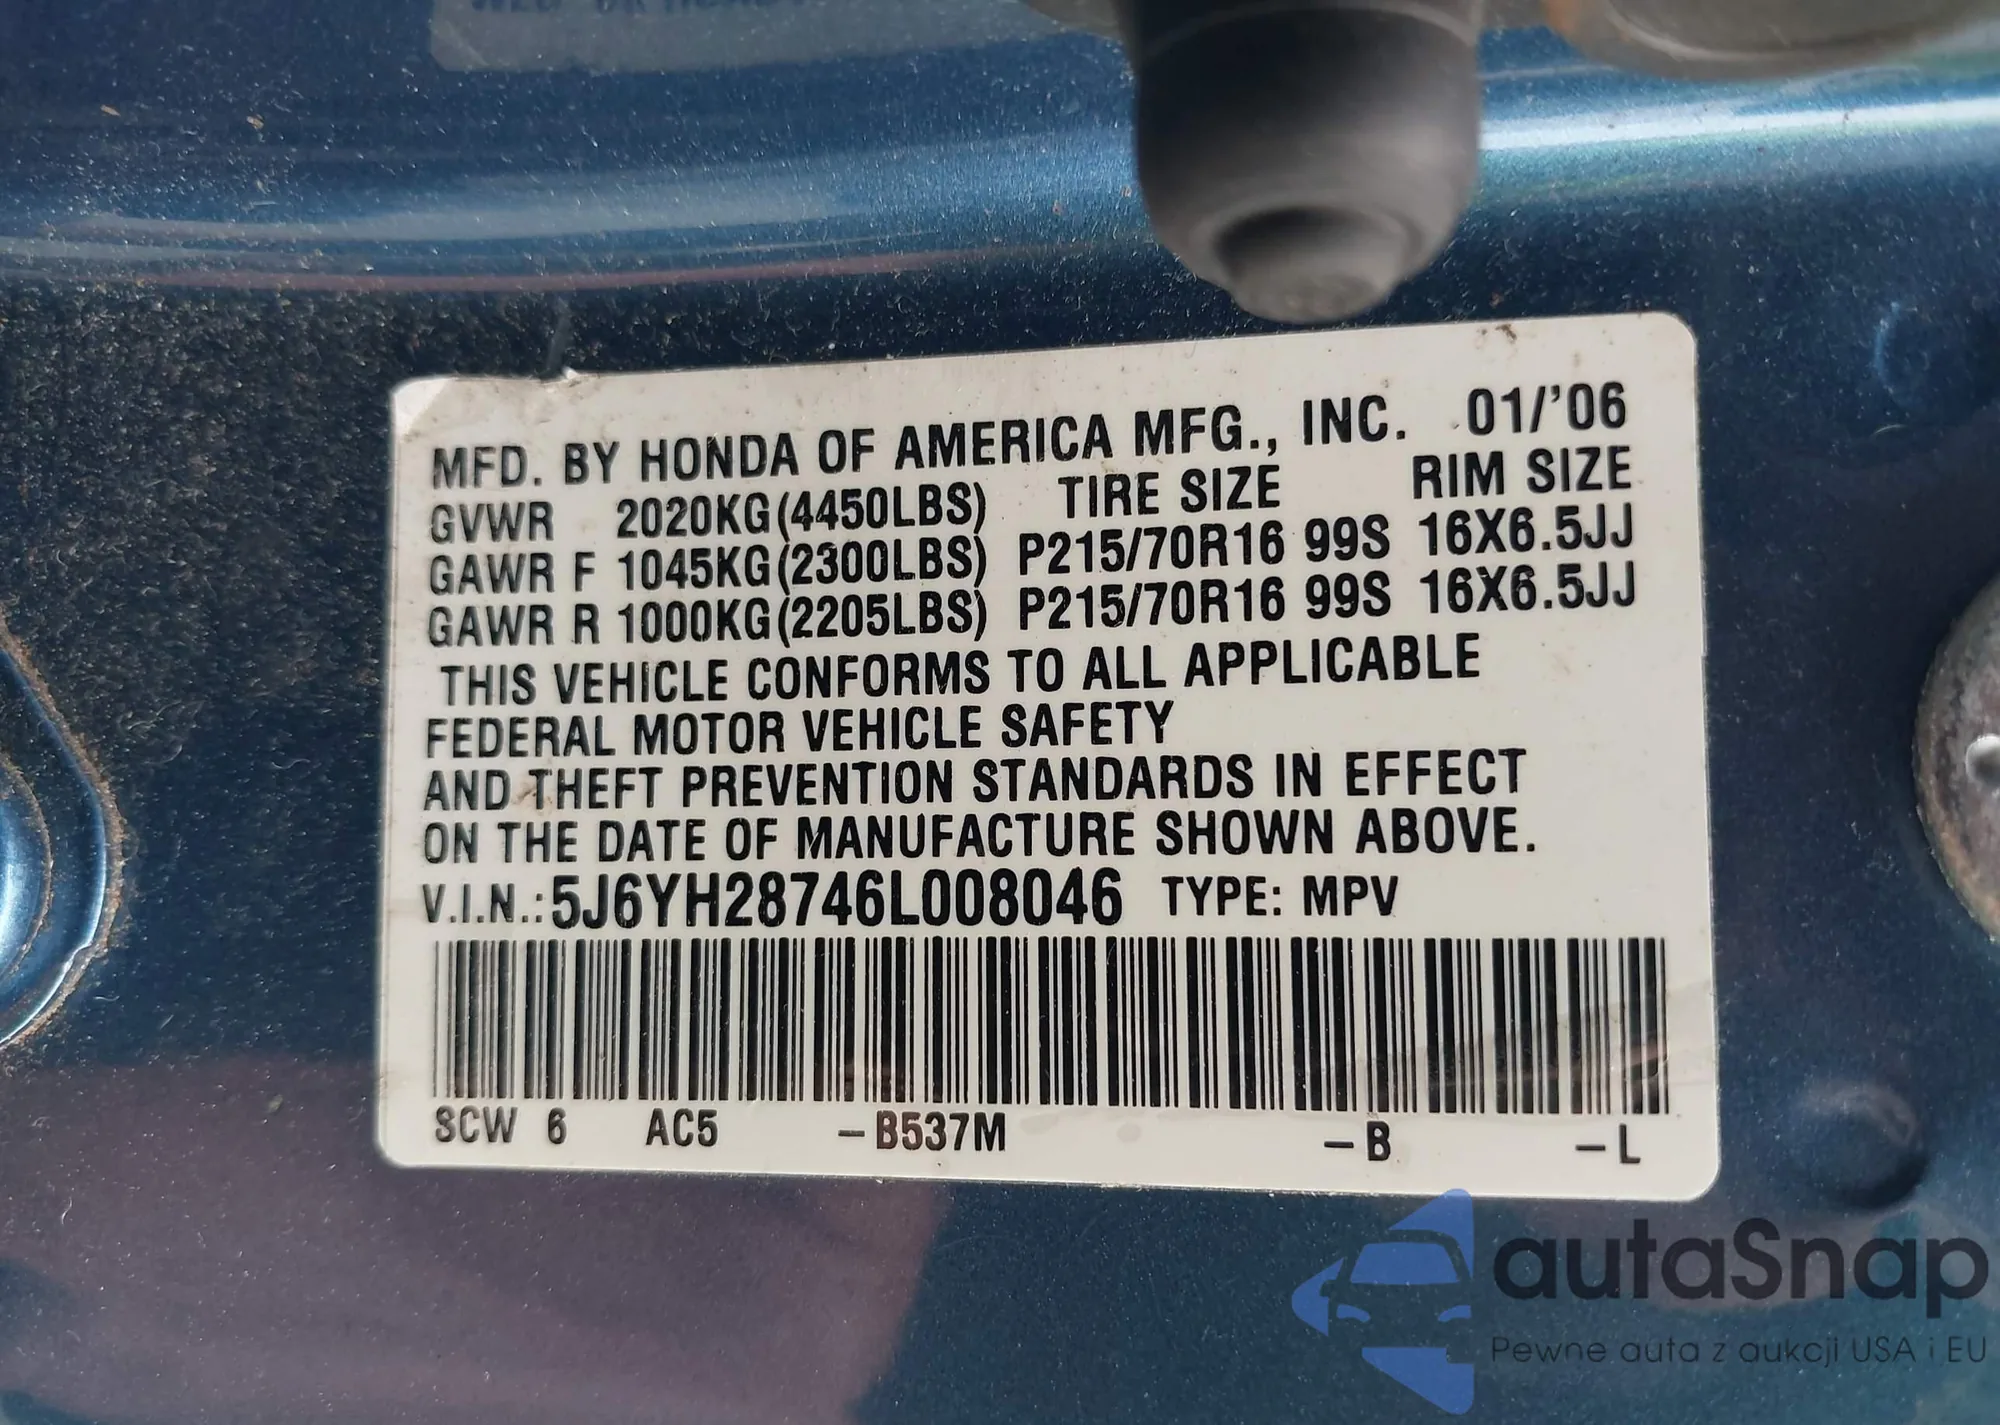 MFD. BY HONDA OF AMERICA MFG., INC. 01/'06
GVWR 2020KG(4450LBS) TIRE SIZE RIM SIZE
GAWR F 1045KG(2300LBS) P215/70R16 99S 16X6.5JJ
GAWR R 1000KG(2205LBS) P215/70R16 99S 16X6.5JJ
THIS VEHICLE CONFORMS TO ALL APPLICABLE
FEDERAL MOTOR VEHICLE SAFETY
AND THEFT PREVENTION STANDARDS IN EFFECT
ON THE DATE OF MANUFACTURE SHOWN ABOVE.
V.I.N.:5J6YH28746L008046 TYPE: MPV
SCW 6 AC5 –B537M –B –L
autaSnap
Pewne auta z aukcji USA i EU